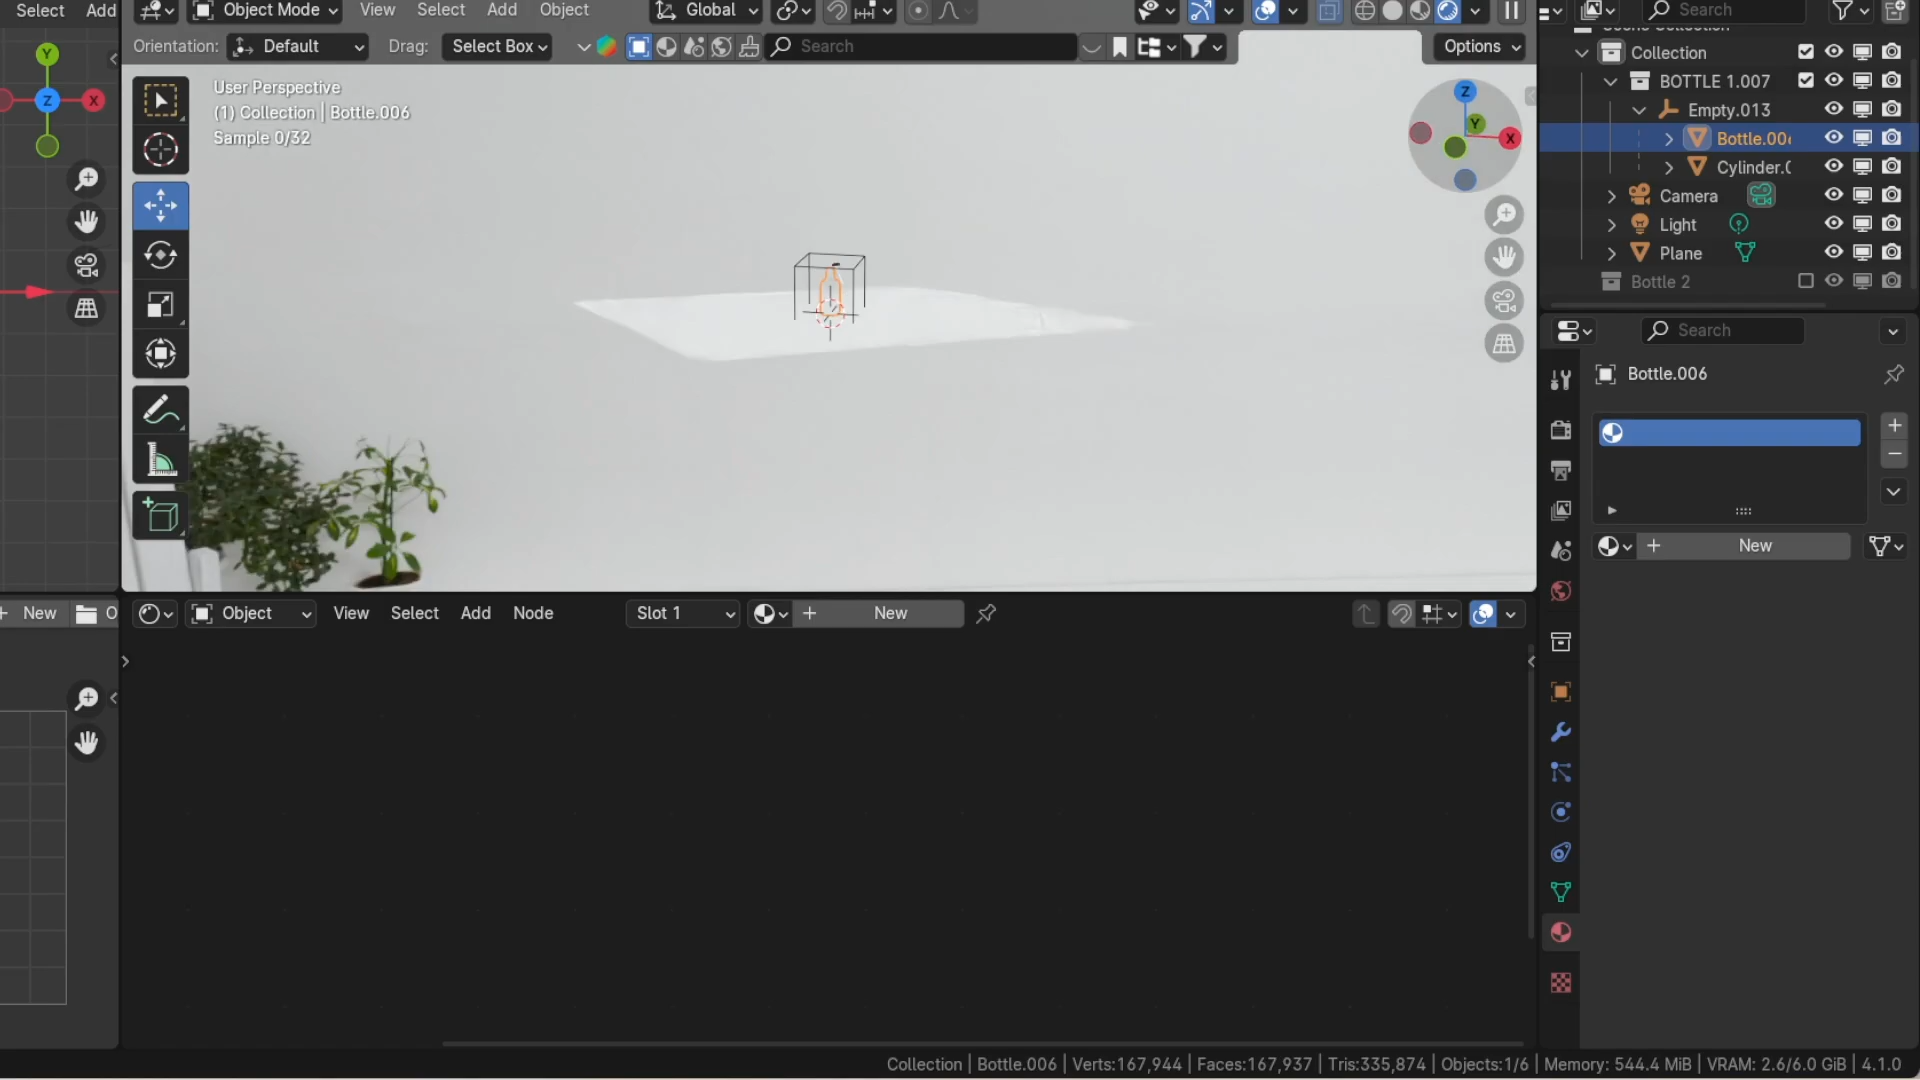 Select Add
Object Mode View Select Add Object
Global
Search
Orientation: Default Drag: Select Box
Search
Options
User Perspective
(1) Collection | Bottle.006
Sample 0/32
Y
Z
X
Z
Y
X
Collection
BOTTLE 1.007
Empty.013
Bottle.00
Cylinder.
Camera
Light
Plane
Bottle 2
Search
Bottle.006
+ New
New
Object View Select Add Node
Slot 1
+ New
Collection | Bottle.006 | Verts:167,944 | Faces:167,937 | Tris:335,874 | Objects:1/6 | Memory: 544.4 MiB | VRAM: 2.6/6.0 GiB | 4.1.0